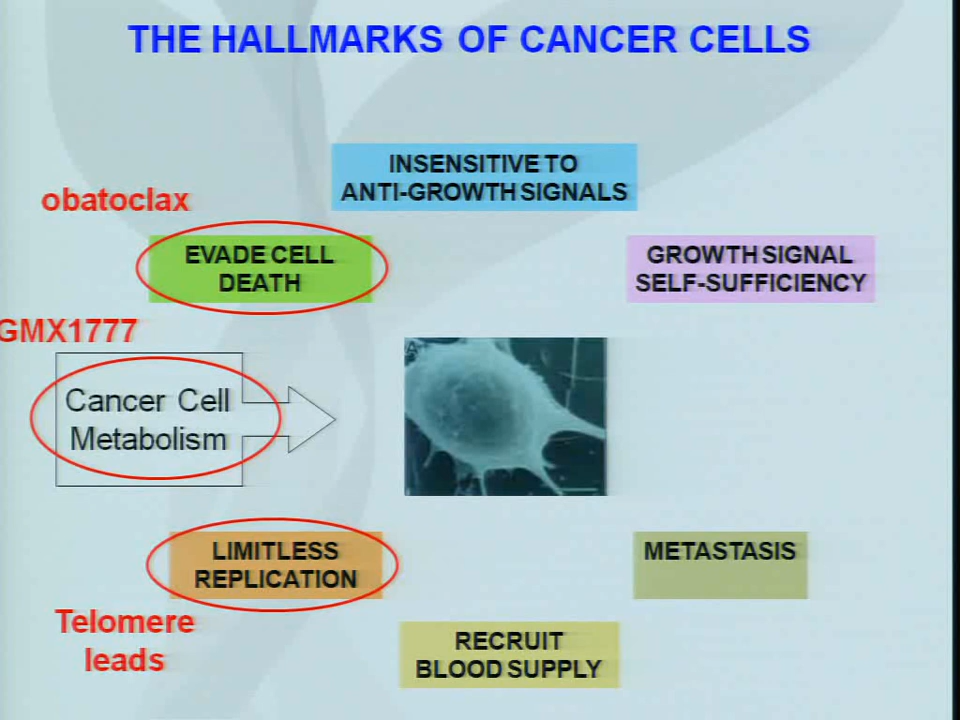 THE HALLMARKS OF CANCER CELLS
INSENSITIVE TO
ANTI-GROWTH SIGNALS
obatoclax
EVADE CELL
DEATH
GROWTH SIGNAL
SELF-SUFFICIENCY
GMX1777
Cancer Cell
Metabolism
LIMITLESS
REPLICATION
METASTASIS
Telomere
leads
RECRUIT
BLOOD SUPPLY